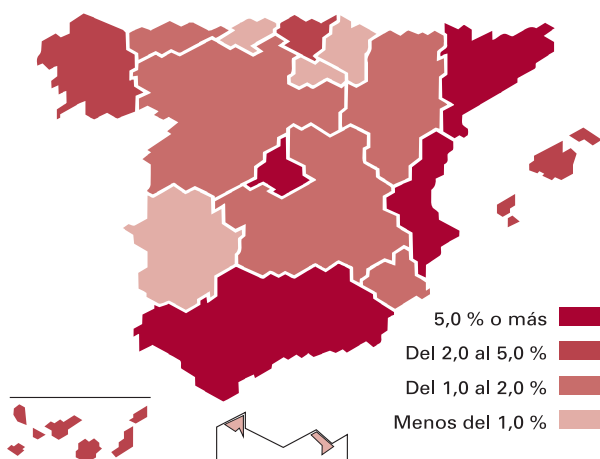 5,0 % o más
Del 2,0 al 5,0 %
Del 1,0 al 2,0 %
Menos del 1,0 %